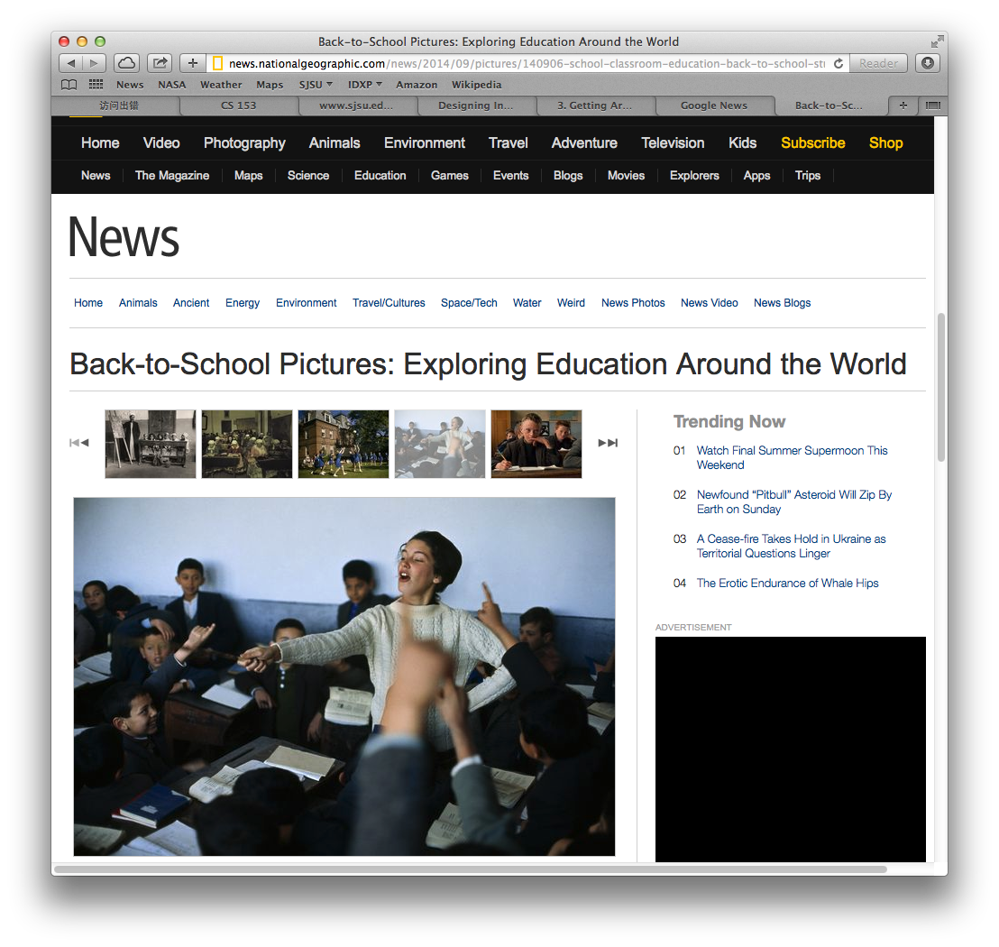 Back-to-School Pictures: Exploring Education Around the World
news.nationalgeographic.com/news/2014/09/pictures/140906-school-classroom-education-back-to-school-st
Reader
News NASA Weather Maps SJSU IDXP Amazon Wikipedia
访问出错 CS 153 www.sjsu.ed... Designing In... 3. Getting Ar... Google News Back-to-Sc...
Home Video Photography Animals Environment Travel Adventure Television Kids Subscribe Shop
News The Magazine Maps Science Education Games Events Blogs Movies Explorers Apps Trips
News
Home Animals Ancient Energy Environment Travel/Cultures Space/Tech Water Weird News Photos News Video News Blogs
Back-to-School Pictures: Exploring Education Around the World
Trending Now
01 Watch Final Summer Supermoon This
Weekend
02 Newfound “Pitbull” Asteroid Will Zip By
Earth on Sunday
03 A Cease-fire Takes Hold in Ukraine as
Territorial Questions Linger
04 The Erotic Endurance of Whale Hips
ADVERTISEMENT